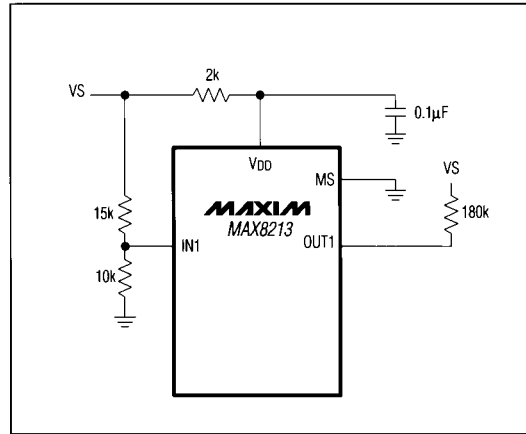 VS
2k
0.1µF
VDD
MS
VS
15k
MAXIM
MAX8213
180k
IN1
OUT1
10k